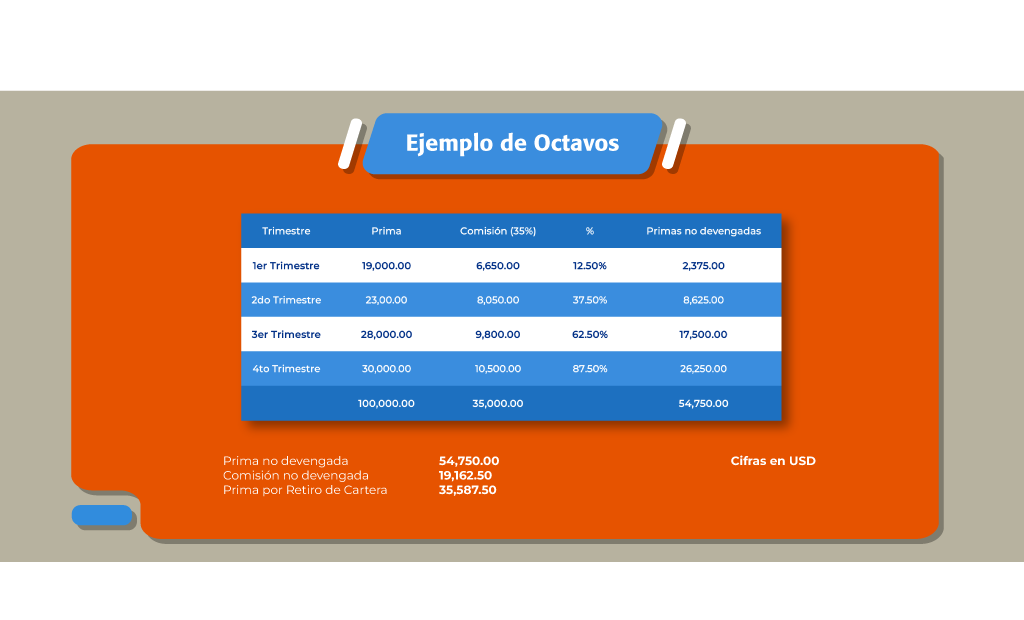 Ejemplo de Octavos
Trimestre Prima Comisión (35%) % Primas no devengadas
1er Trimestre 19,000.00 6,650.00 12.50% 2,375.00
2do Trimestre 23,00.00 8,050.00 37.50% 8,625.00
3er Trimestre 28,000.00 9,800.00 62.50% 17,500.00
4to Trimestre 30,000.00 10,500.00 87.50% 26,250.00
100,000.00 35,000.00 54,750.00
Prima no devengada 54,750.00 Cifras en USD
Comisión no devengada 19,162.50
Prima por Retiro de Cartera 35,587.50